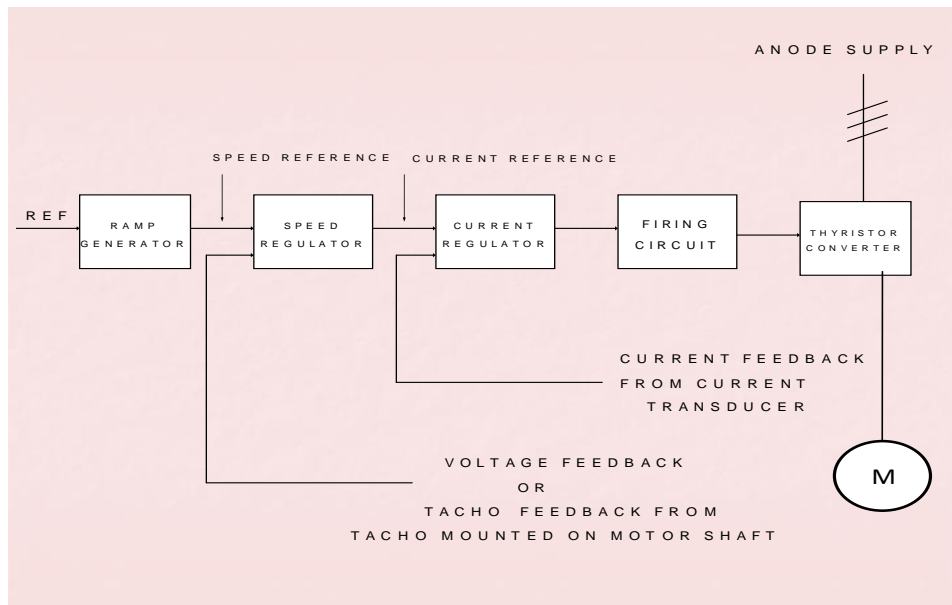 ANODE SUPPLY
SPEED REFERENCE
CURRENT REFERENCE
REF
RAMP
GENERATOR
SPEED
REGULATOR
CURRENT
REGULATOR
FIRING
CIRCUIT
THYRISTOR
CONVERTER
CURRENT FEEDBACK
FROM CURRENT
TRANSDUCER
VOLTAGE FEEDBACK
OR
TACHO FEEDBACK FROM
TACHO MOUNTED ON MOTOR SHAFT
M